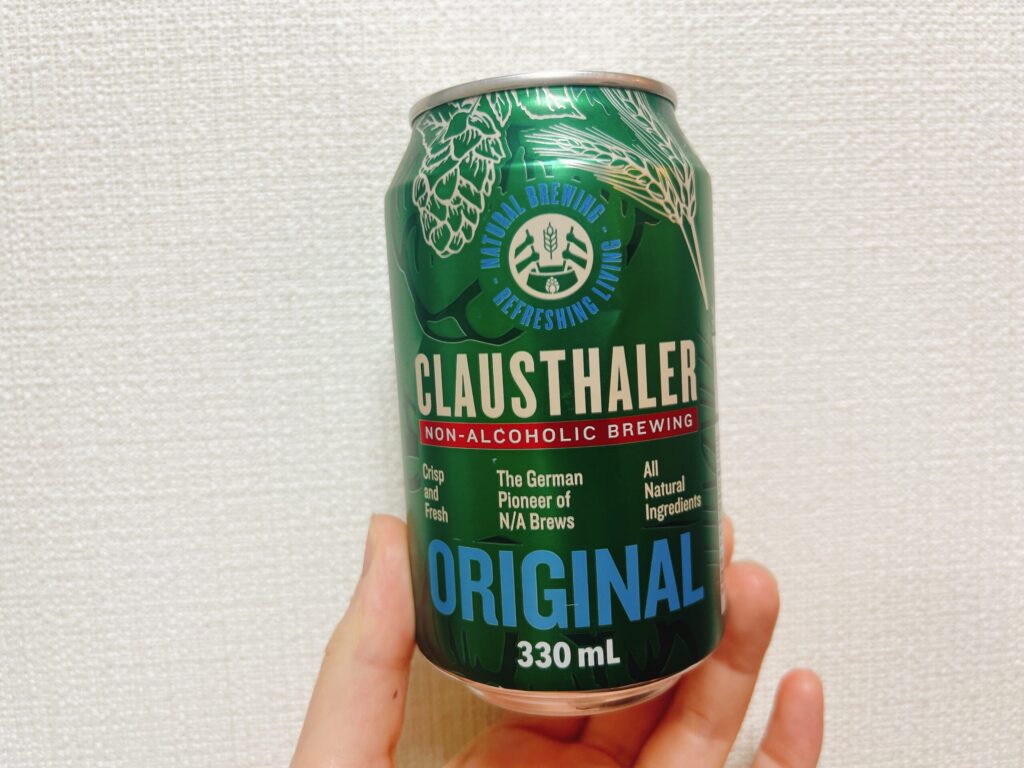 - NATURAL BREWING - REFRESHING LIVING
CLAUSTHALER
NON-ALCOHOLIC BREWING
Crisp
and
Fresh
The German
Pioneer of
N/A Brews
All
Natural
Ingredients
ORIGINAL
330 mL